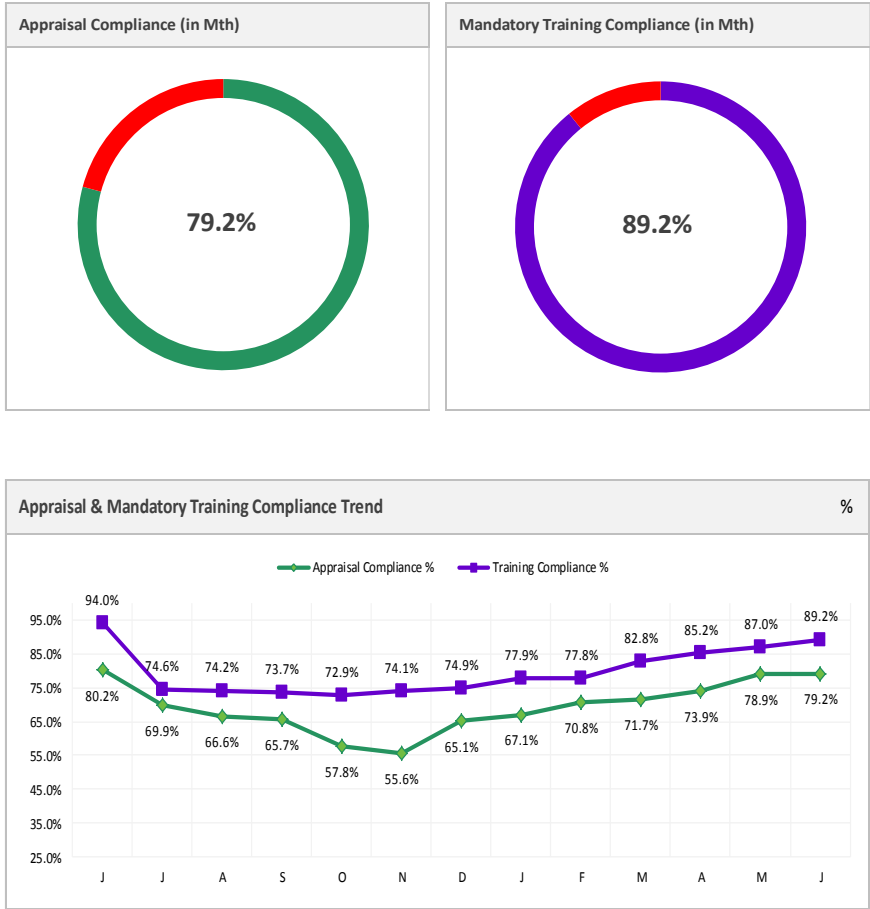 Appraisal Compliance (in Mth)
Mandatory Training Compliance (in Mth)
79.2%
89.2%
Appraisal & Mandatory Training Compliance Trend %
Appraisal Compliance % Training Compliance %
94.0% 74.6% 74.2% 73.7% 72.9% 74.1% 74.9% 77.9% 77.8% 82.8% 85.2% 87.0% 89.2%
80.2% 69.9% 66.6% 65.7% 57.8% 55.6% 65.1% 67.1% 70.8% 71.7% 73.9% 78.9% 79.2%
95.0%
85.0%
75.0%
65.0%
55.0%
45.0%
35.0%
25.0%
J J A S O N D J F M A M J